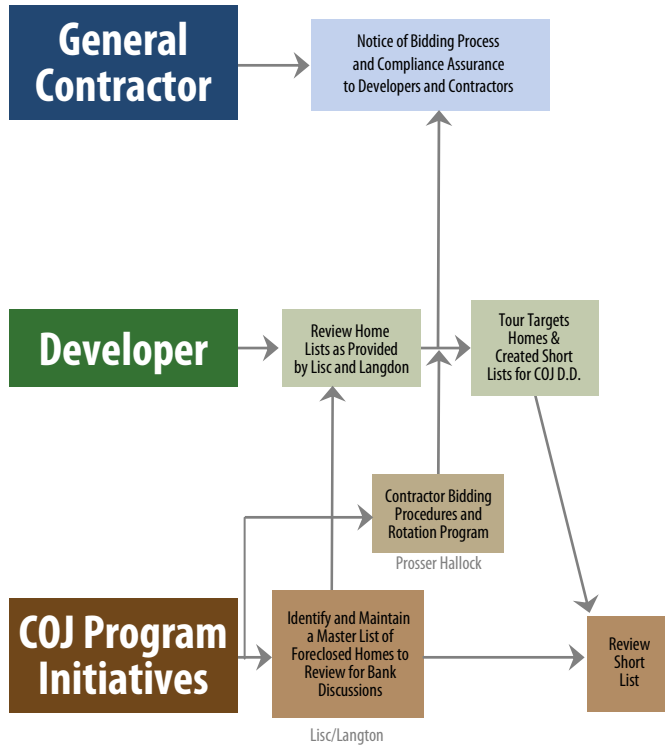 General
Contractor
Notice of Bidding Process
and Compliance Assurance
to Developers and Contractors
Developer
Review Home
Lists as Provided
by Lisc and Langdon
Tour Targets
Homes &
Created Short
Lists for COJ D.D.
Contractor Bidding
Procedures and
Rotation Program
Prosser Hallock
COJ Program
Initiatives
Identify and Maintain
a Master List of
Foreclosed Homes to
Review for Bank
Discussions
Lisc/Langton
Review
Short
List